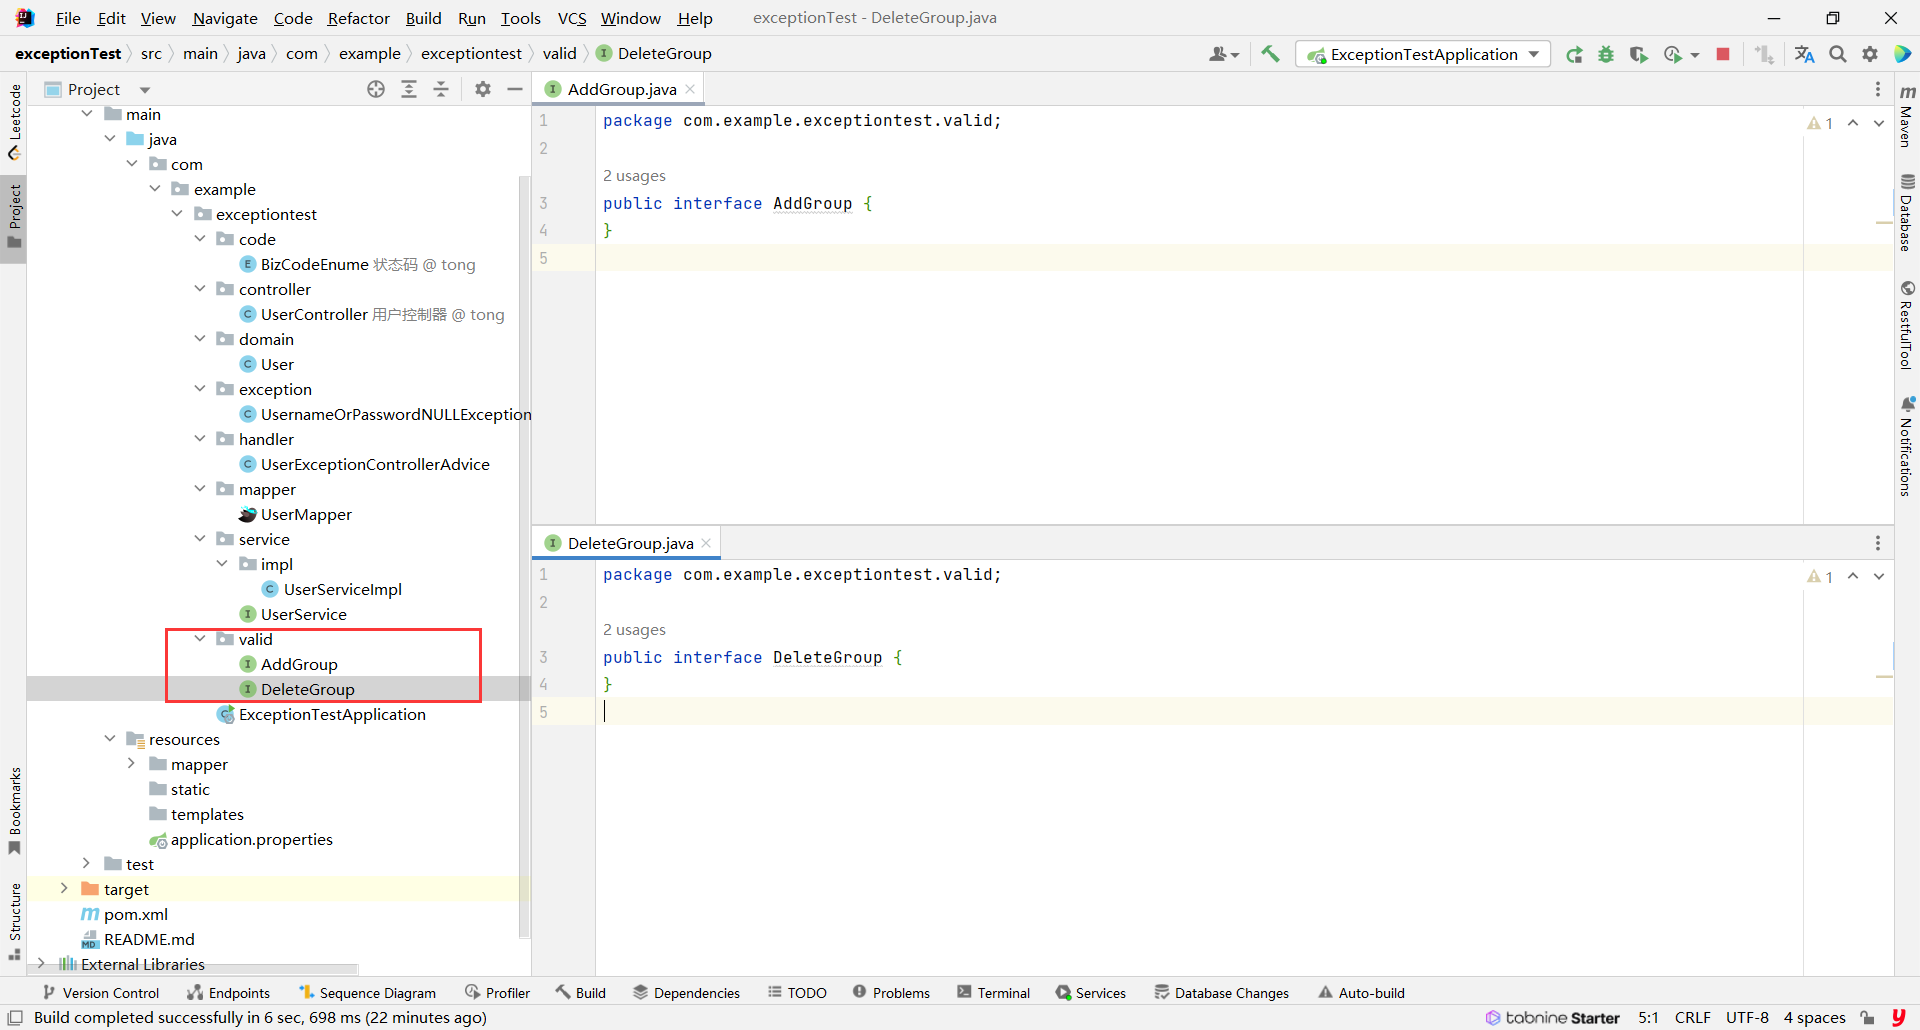 File Edit View Navigate Code Refactor Build Run Tools VCS Window Help exceptionTest - DeleteGroup.java
exceptionTest src main java com example exceptiontest valid DeleteGroup ExceptionTestApplication
Project
main
java
com
example
exceptiontest
code
BizCodeEnume 状态码 @ tong
controller
UserController 用户控制器 @ tong
domain
User
exception
UsernameOrPasswordNULLException
handler
UserExceptionControllerAdvice
mapper
UserMapper
service
impl
UserServiceImpl
UserService
valid
AddGroup
DeleteGroup
ExceptionTestApplication
resources
mapper
static
templates
application.properties
test
target
pom.xml
README.md
External Libraries
Leetcode
Project
Bookmarks
Structure
AddGroup.java
1 package com.example.exceptiontest.valid;
2
2 usages
3 public interface AddGroup {
4 }
5
1
DeleteGroup.java
1 package com.example.exceptiontest.valid;
2
2 usages
3 public interface DeleteGroup {
4 }
5
1
Maven
Database
RestfulTool
Notifications
Version Control Endpoints Sequence Diagram Profiler Build Dependencies TODO Problems Terminal Services Database Changes Auto-build
Build completed successfully in 6 sec, 698 ms (22 minutes ago) tabnine Starter 5:1 CRLF UTF-8 4 spaces